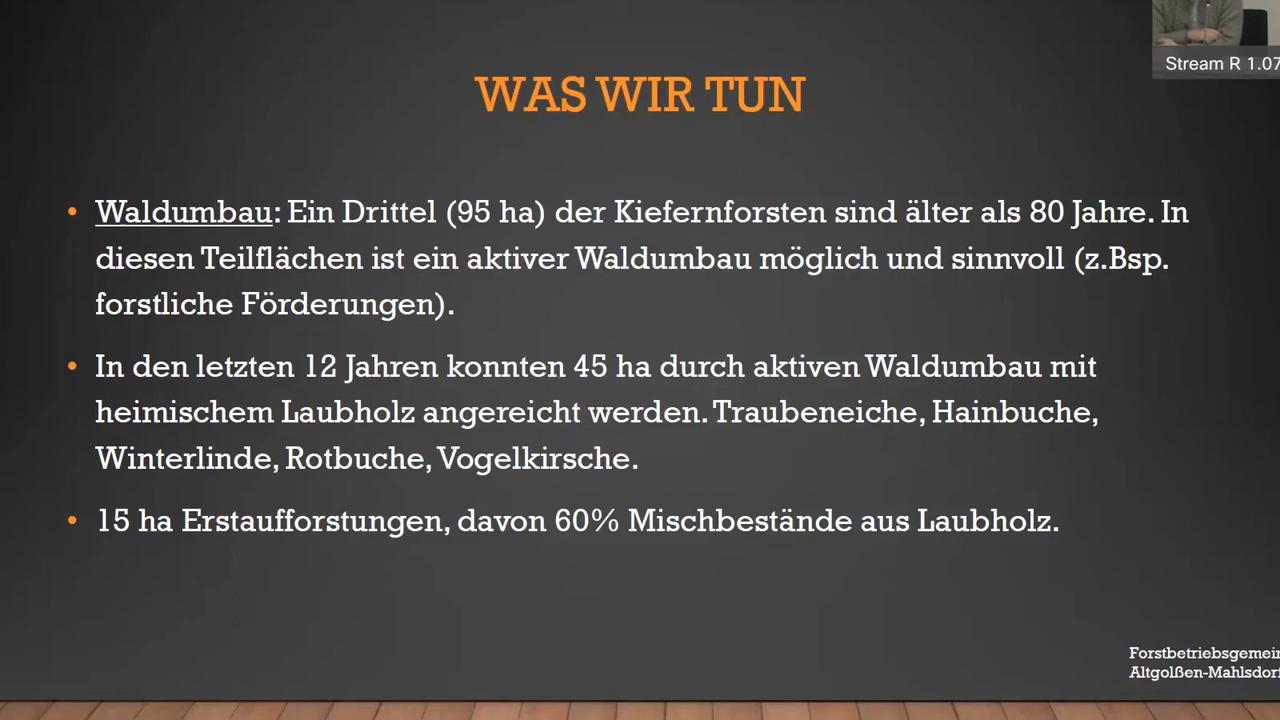 Stream R 1.07
WAS WIR TUN
• Waldumbau: Ein Drittel (95 ha) der Kiefernforsten sind älter als 80 Jahre. In
diesen Teilflächen ist ein aktiver Waldumbau möglich und sinnvoll (z.Bsp.
forstliche Förderungen).
• In den letzten 12 Jahren konnten 45 ha durch aktiven Waldumbau mit
heimischem Laubholz angereicht werden. Traubeneiche, Hainbuche,
Winterlinde, Rotbuche, Vogelkirsche.
• 15 ha Erstaufforstungen, davon 60% Mischbestände aus Laubholz.
Forstbetriebsgemein
Altgolßen-Mahlsdorf